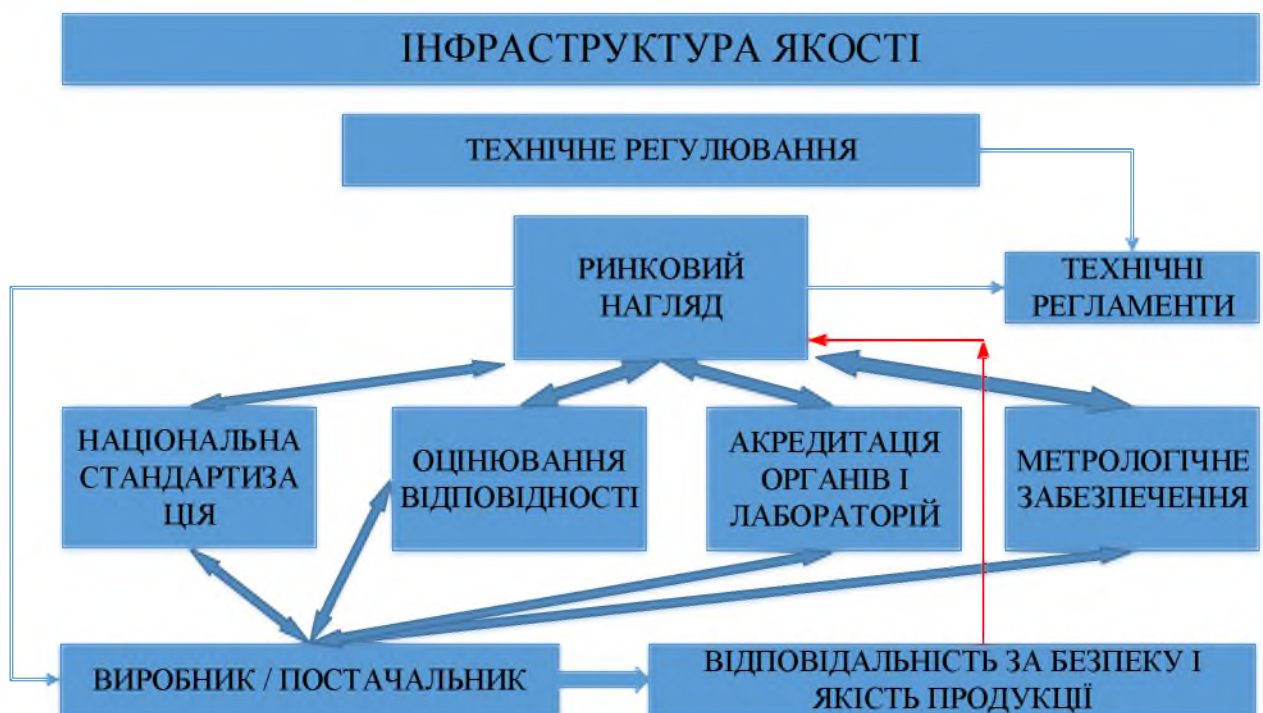 ІНФРАСТРУКТУРА ЯКОСТІ
ТЕХНІЧНЕ РЕГУЛЮВАННЯ
РИНКОВИЙ
НАГЛЯД
ТЕХНІЧНІ
РЕГЛАМЕНТИ
НАЦІОНАЛЬНА
СТАНДАРТИЗА
ЦІЯ
ОЦІНЮВАННЯ
ВІДПОВІДНОСТІ
АКРЕДИТАЦІЯ
ОРГАНІВ І
ЛАБОРАТОРІЙ
МЕТРОЛОГІЧНЕ
ЗАБЕЗПЕЧЕННЯ
ВИРОБНИК / ПОСТАЧАЛЬНИК
ВІДПОВІДАЛЬНІСТЬ ЗА БЕЗПЕКУ І
ЯКІСТЬ ПРОДУКЦІЇ